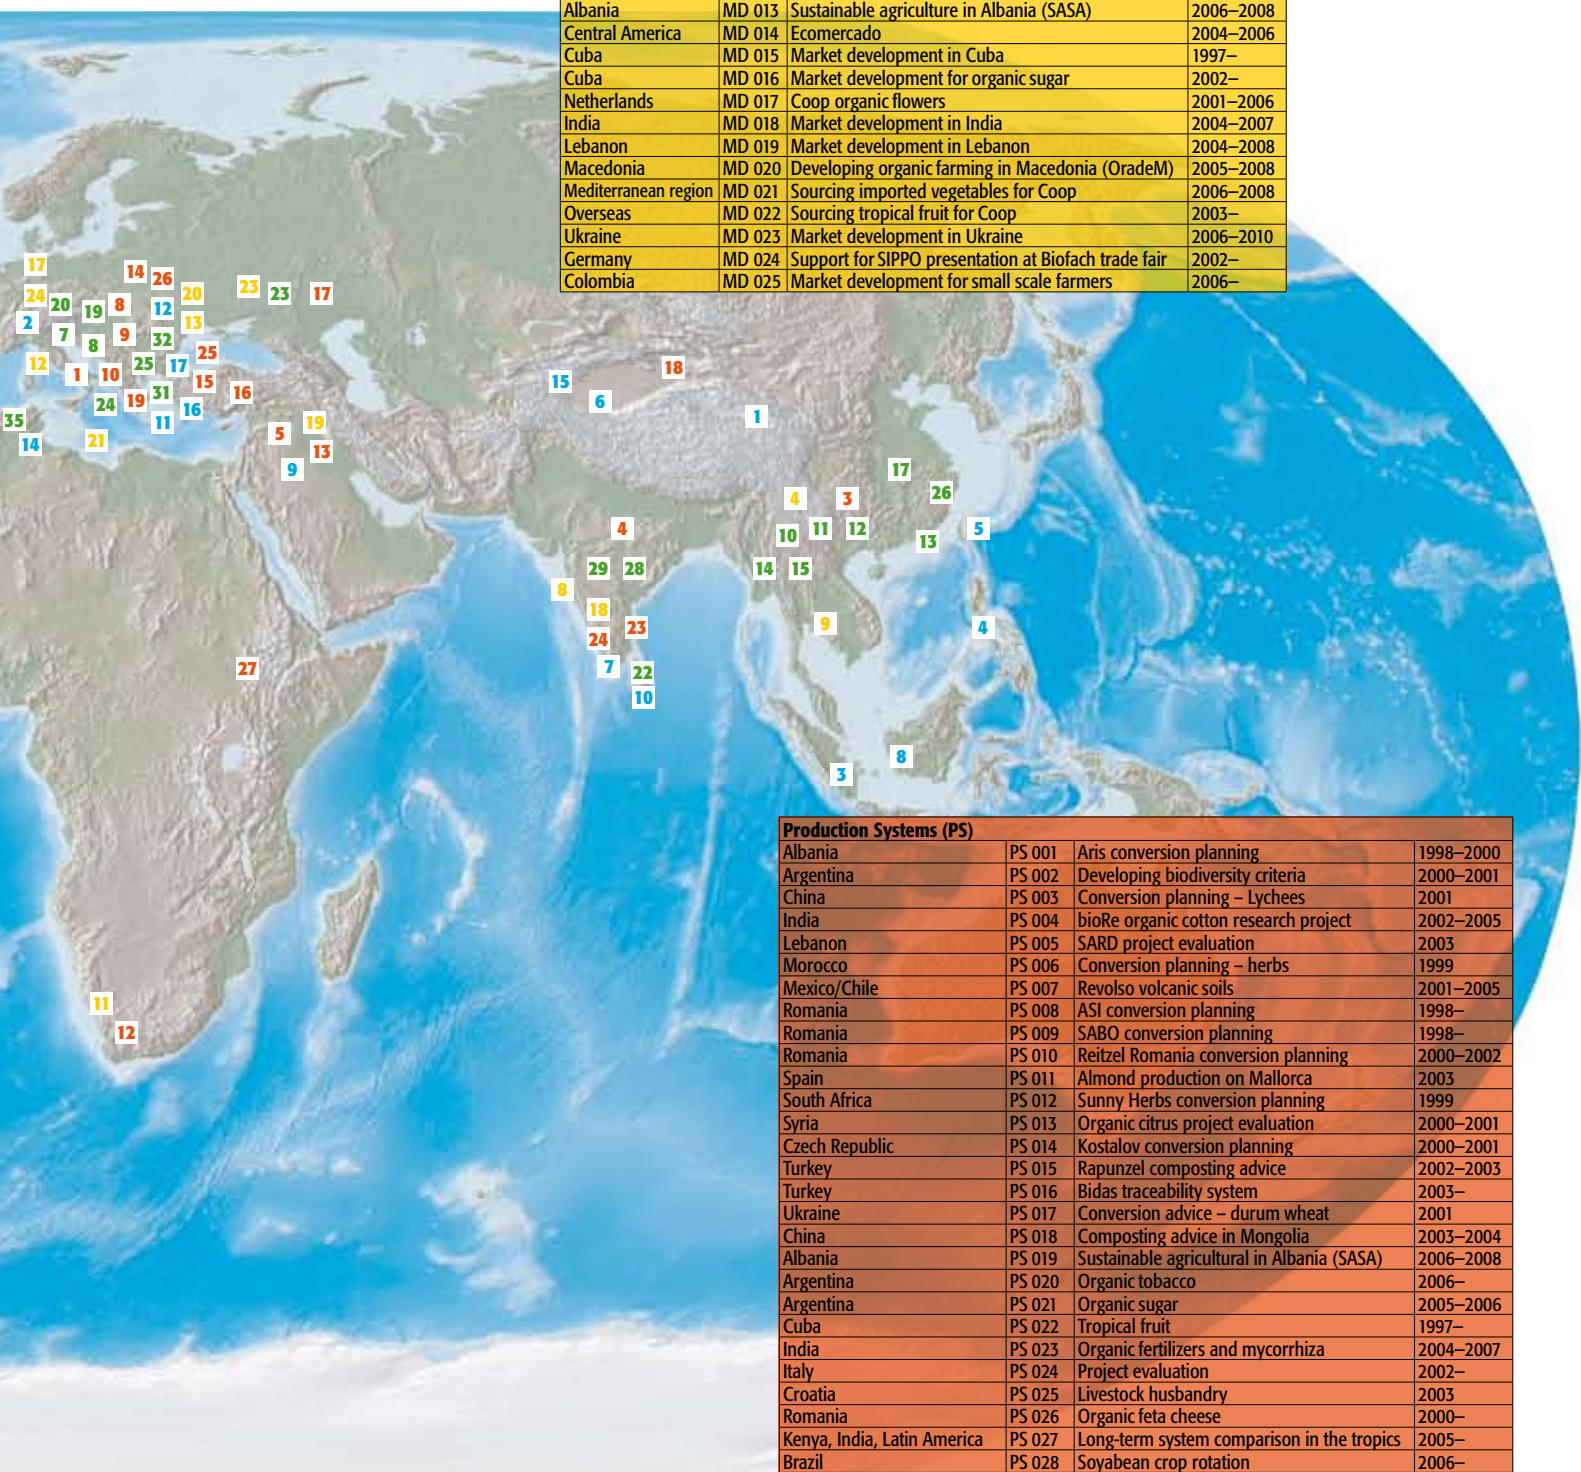 Albania MD 013 Sustainable agriculture in Albania (SASA) 2006–2008
Central America MD 014 Ecomercado 2004–2006
Cuba MD 015 Market development in Cuba 1997–
Cuba MD 016 Market development for organic sugar 2002–
Netherlands MD 017 Coop organic flowers 2001–2006
India MD 018 Market development in India 2004–2007
Lebanon MD 019 Market development in Lebanon 2004–2008
Macedonia MD 020 Developing organic farming in Macedonia (OradeM) 2005–2008
Mediterranean region MD 021 Sourcing imported vegetables for Coop 2006–2008
Overseas MD 022 Sourcing tropical fruit for Coop 2003–
Ukraine MD 023 Market development in Ukraine 2006–2010
Germany MD 024 Support for SIPPO presentation at Biofach trade fair 2002–
Colombia MD 025 Market development for small scale farmers 2006–
17 14 26
24 20 19 8 12 20 23 23 17
2 7 8 9 32 13
12 1 10 25 17 25
24 19 31 15 16
35 11 16
14 21 5 19
9 13
15 6 18 1
17
4 3 26
4 10 11 12 13 5
29 28 14 15
8 18
24 23 9 4
27 7 22
10
3 8
11
12
Production Systems (PS)
Albania PS 001 Aris conversion planning 1998–2000
Argentina PS 002 Developing biodiversity criteria 2000–2001
China PS 003 Conversion planning – Lychees 2001
India PS 004 bioRe organic cotton research project 2002–2005
Lebanon PS 005 SARD project evaluation 2003
Morocco PS 006 Conversion planning – herbs 1999
Mexico/Chile PS 007 Revolso volcanic soils 2001–2005
Romania PS 008 ASI conversion planning 1998–
Romania PS 009 SABO conversion planning 1998–
Romania PS 010 Reitzel Romania conversion planning 2000–2002
Spain PS 011 Almond production on Mallorca 2003
South Africa PS 012 Sunny Herbs conversion planning 1999
Syria PS 013 Organic citrus project evaluation 2000–2001
Czech Republic PS 014 Kostalov conversion planning 2000–2001
Turkey PS 015 Rapunzel composting advice 2002–2003
Turkey PS 016 Bidas traceability system 2003–
Ukraine PS 017 Conversion advice – durum wheat 2001
China PS 018 Composting advice in Mongolia 2003–2004
Albania PS 019 Sustainable agricultural in Albania (SASA) 2006–2008
Argentina PS 020 Organic tobacco 2006–
Argentina PS 021 Organic sugar 2005–2006
Cuba PS 022 Tropical fruit 1997–
India PS 023 Organic fertilizers and mycorrhiza 2004–2007
Italy PS 024 Project evaluation 2002–
Croatia PS 025 Livestock husbandry 2003
Romania PS 026 Organic feta cheese 2000–
Kenya, India, Latin America PS 027 Long-term system comparison in the tropics 2005–
Brazil PS 028 Soyabean crop rotation 2006–